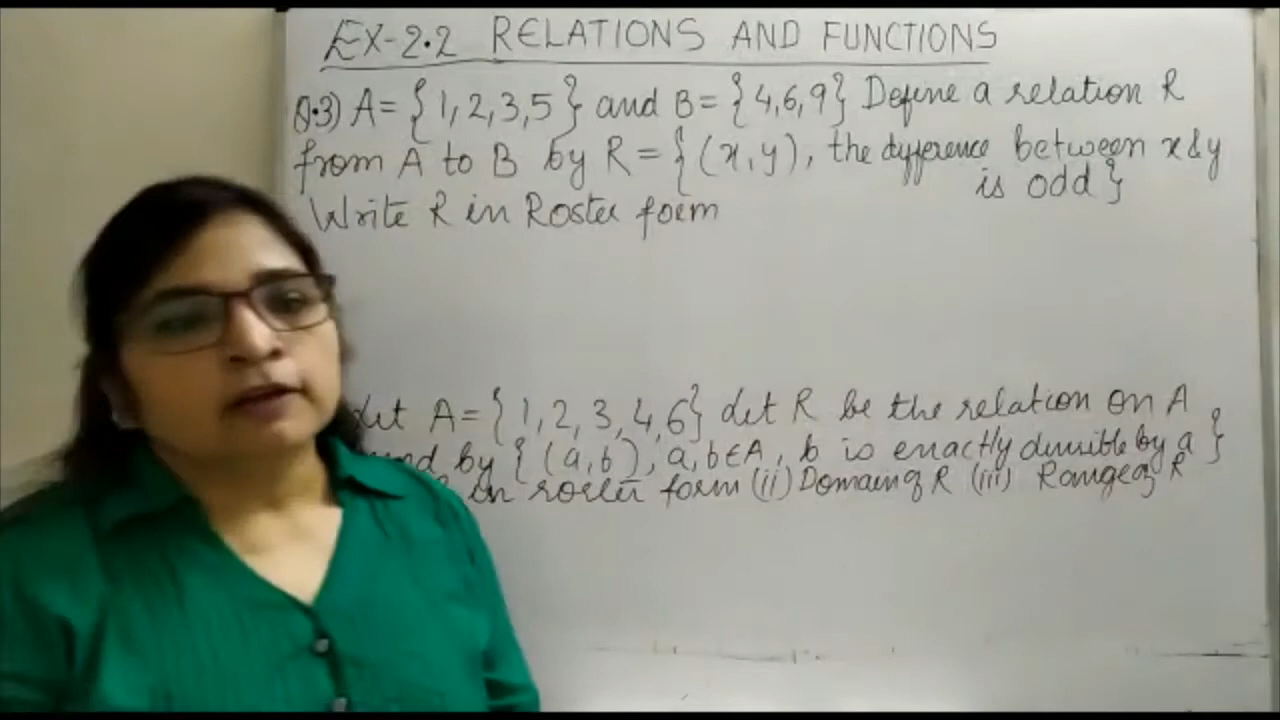 EX-2.2 RELATIONS AND FUNCTIONS
Q.3) A = {1, 2, 3, 5} and B = {4, 6, 9} Define a relation R
from A to B by R = {(x, y), the difference between x & y
is odd}
Write R in Roster form
Let A = {1, 2, 3, 4, 6} Let R be the relation on A
by {(a, b), a, b ∈ A, b is exactly divisible by a}
in roster form (ii) Domain of R (iii) Range of R